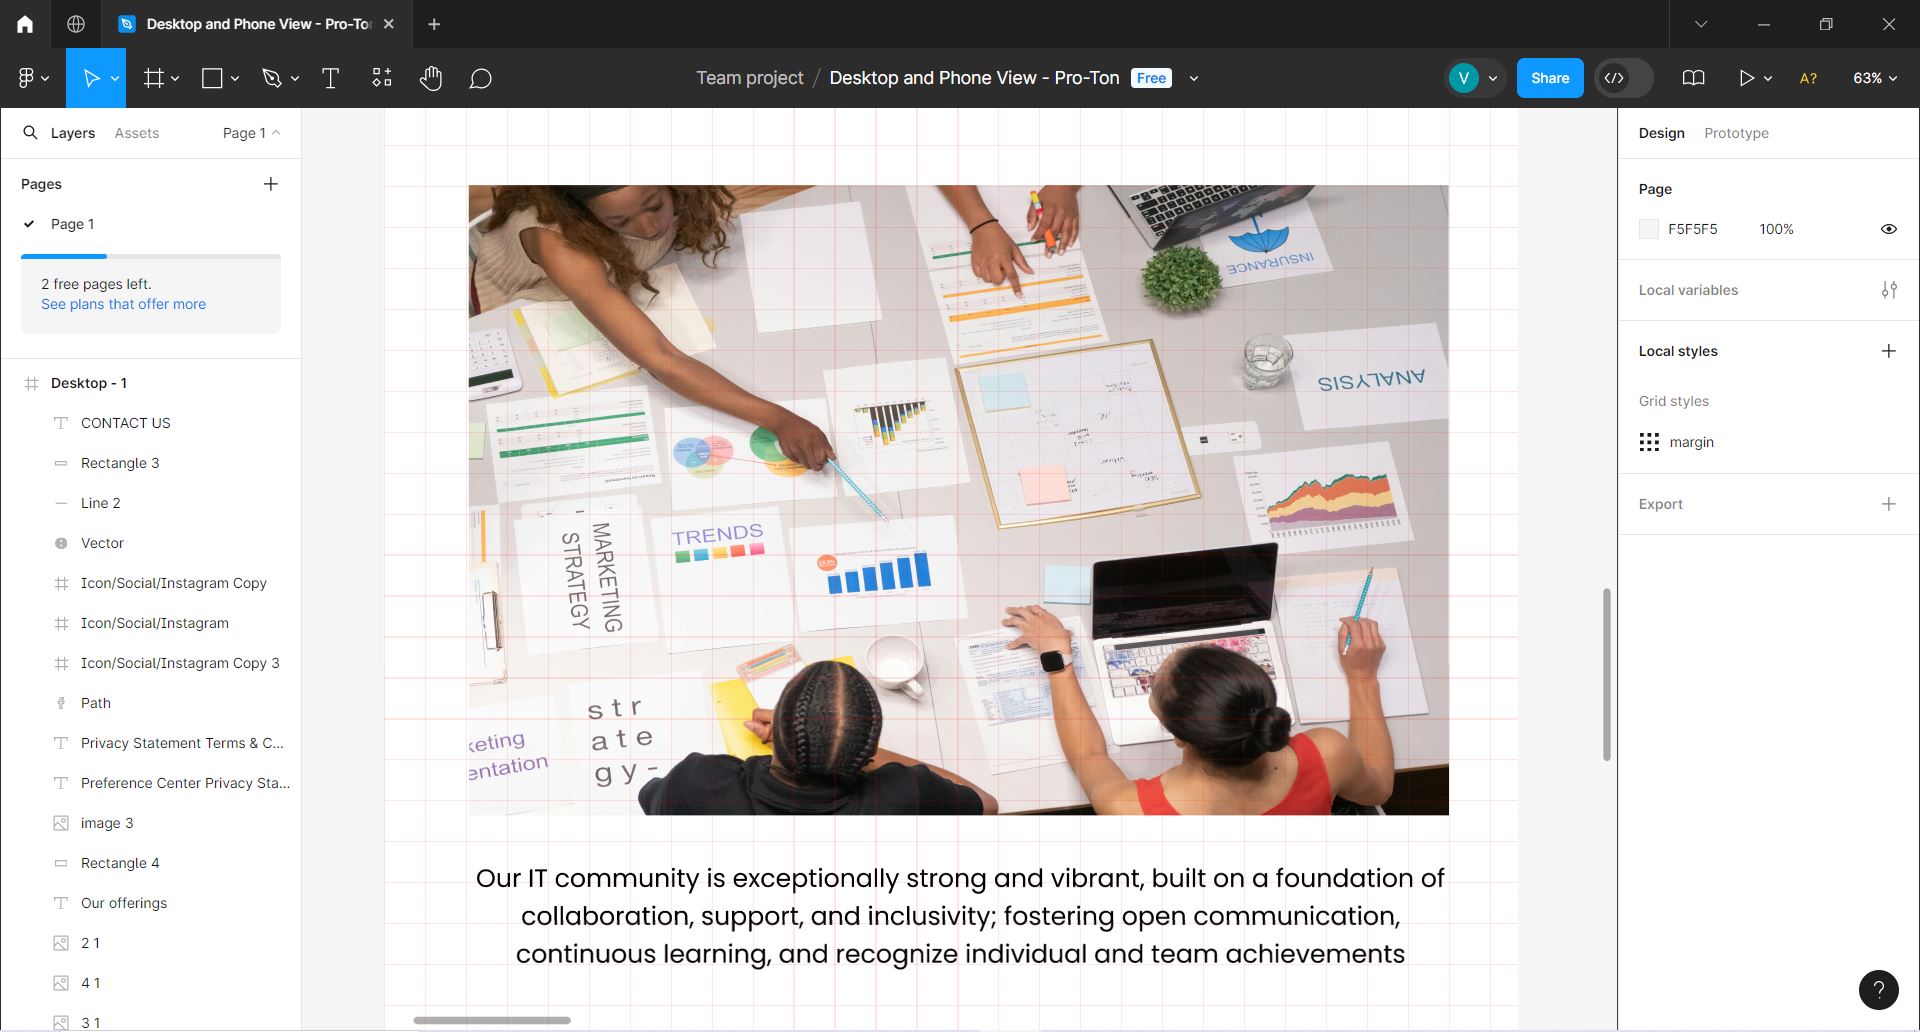 Desktop and Phone View - Pro-Tor
Team project / Desktop and Phone View - Pro-Ton Free
V
Share
A?
63%
Layers Assets Page 1
Pages
Page 1
2 free pages left.
See plans that offer more
Desktop - 1
CONTACT US
Rectangle 3
Line 2
Vector
Icon/Social/Instagram Copy
Icon/Social/Instagram
Icon/Social/Instagram Copy 3
Path
Privacy Statement Terms & C...
Preference Center Privacy Sta...
image 3
Rectangle 4
Our offerings
2 1
4 1
3 1
INSURANCE
ANALYSIS
TRENDS
MARKETING
STRATEGY
str
ate
gy-
keting
entation
Our IT community is exceptionally strong and vibrant, built on a foundation of
collaboration, support, and inclusivity; fostering open communication,
continuous learning, and recognize individual and team achievements
Design Prototype
Page
F5F5F5 100%
Local variables
Local styles
Grid styles
margin
Export
?